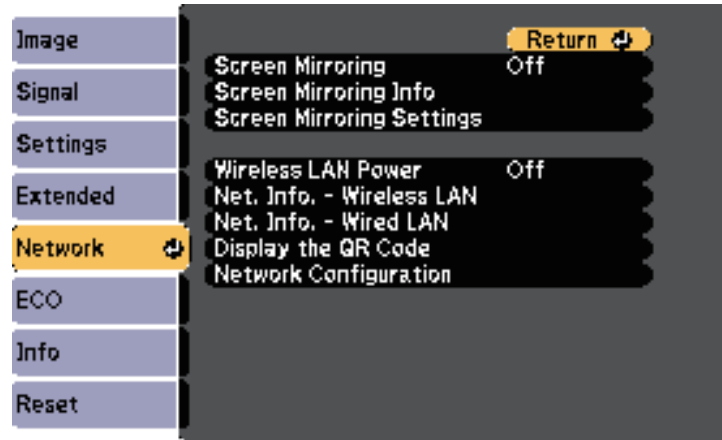 Image
Signal
Settings
Extended
Network
ECO
Info
Reset
Return
Screen Mirroring Off
Screen Mirroring Info
Screen Mirroring Settings
Wireless LAN Power Off
Net. Info. - Wireless LAN
Net. Info. - Wired LAN
Display the QR Code
Network Configuration